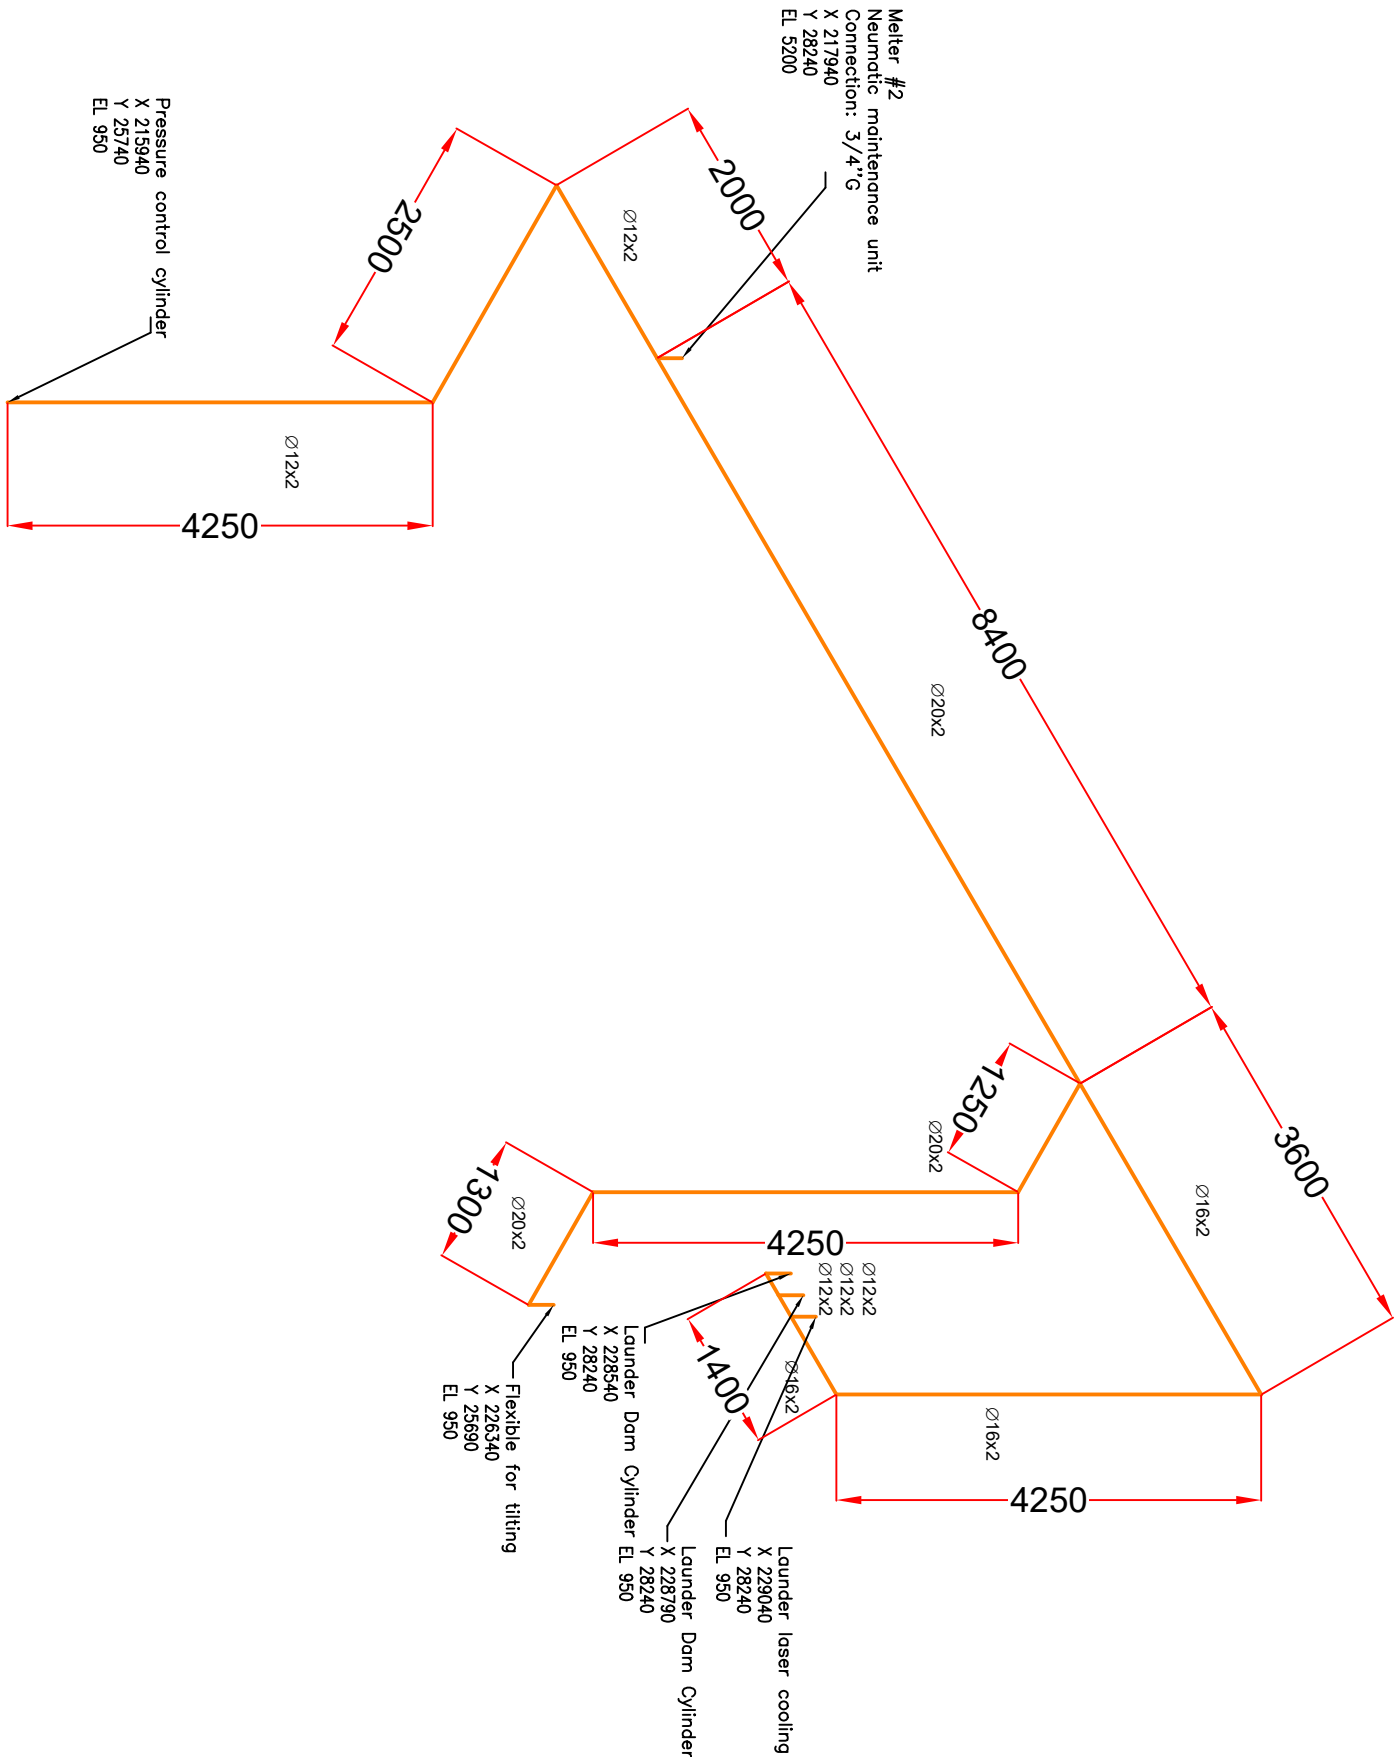 Melter #2
Neumatic maintenance unit
Connection: 3/4"G
X 217940
Y 28240
EL 5200
Pressure control cylinder
X 215940
Y 25740
EL 950
2000
2500
Ø12x2
Ø12x2
4250
8400
Ø20x2
3600
1250
Ø20x2
Ø16x2
1300
Ø20x2
4250
Ø12x2
Ø12x2
Ø12x2
1400
Ø16x2
Ø16x2
4250
Launder Dam Cylinder
X 228540
Y 28240
EL 950
Flexible for tilting
X 226340
Y 25690
EL 950
Launder Dam Cylinder
X 228790
Y 28240
EL 950
Launder laser cooling
X 229040
Y 28240
EL 950